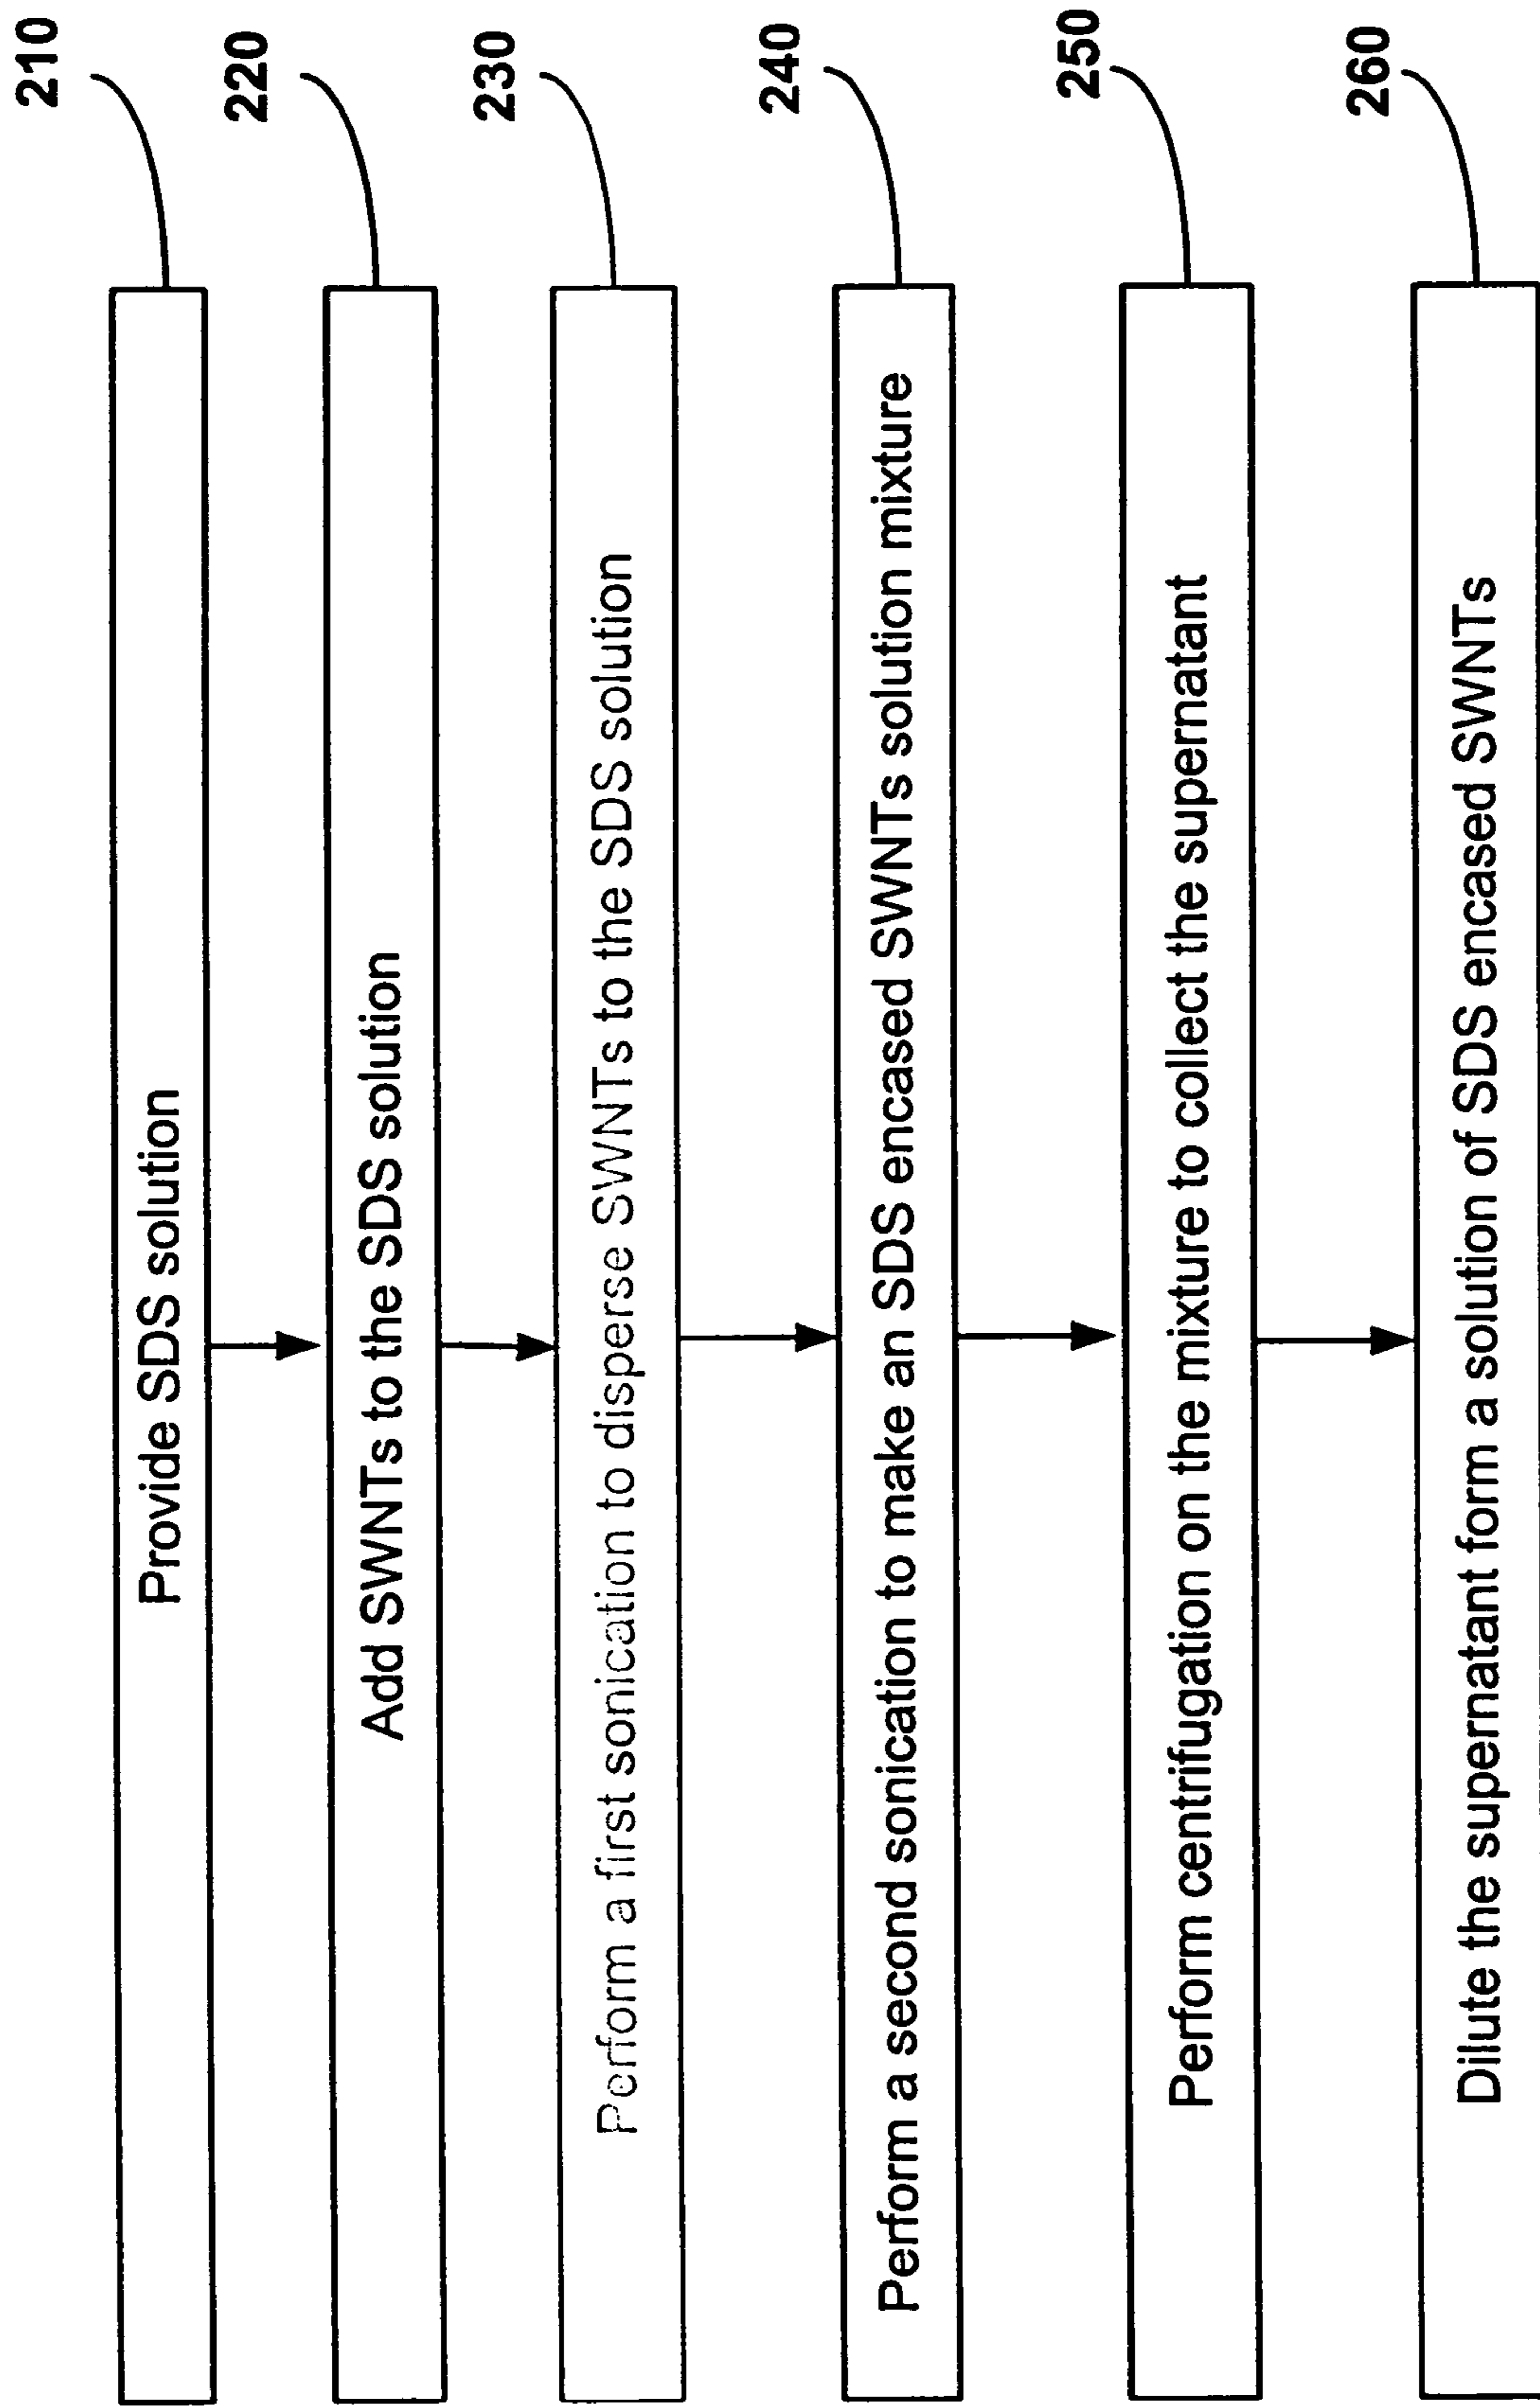 210
Provide SDS solution
220
Add SWNTs to the SDS solution
230
Perform a first sonication to disperse SWNTs to the SDS solution
240
Perform a second sonication to make an SDS encased SWNTs solution mixture
250
Perform centrifugation on the mixture to collect the supernatant
260
Dilute the supernatant form a solution of SDS encased SWNTs